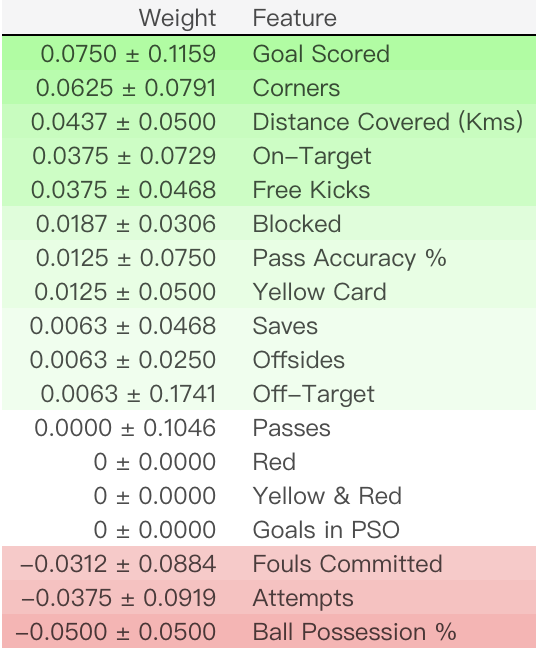 Weight Feature
0.0750 ± 0.1159 Goal Scored
0.0625 ± 0.0791 Corners
0.0437 ± 0.0500 Distance Covered (Kms)
0.0375 ± 0.0729 On−Target
0.0375 ± 0.0468 Free Kicks
0.0187 ± 0.0306 Blocked
0.0125 ± 0.0750 Pass Accuracy %
0.0125 ± 0.0500 Yellow Card
0.0063 ± 0.0468 Saves
0.0063 ± 0.0250 Offsides
0.0063 ± 0.1741 Off−Target
0.0000 ± 0.1046 Passes
0 ± 0.0000 Red
0 ± 0.0000 Yellow & Red
0 ± 0.0000 Goals in PSO
−0.0312 ± 0.0884 Fouls Committed
−0.0375 ± 0.0919 Attempts
−0.0500 ± 0.0500 Ball Possession %